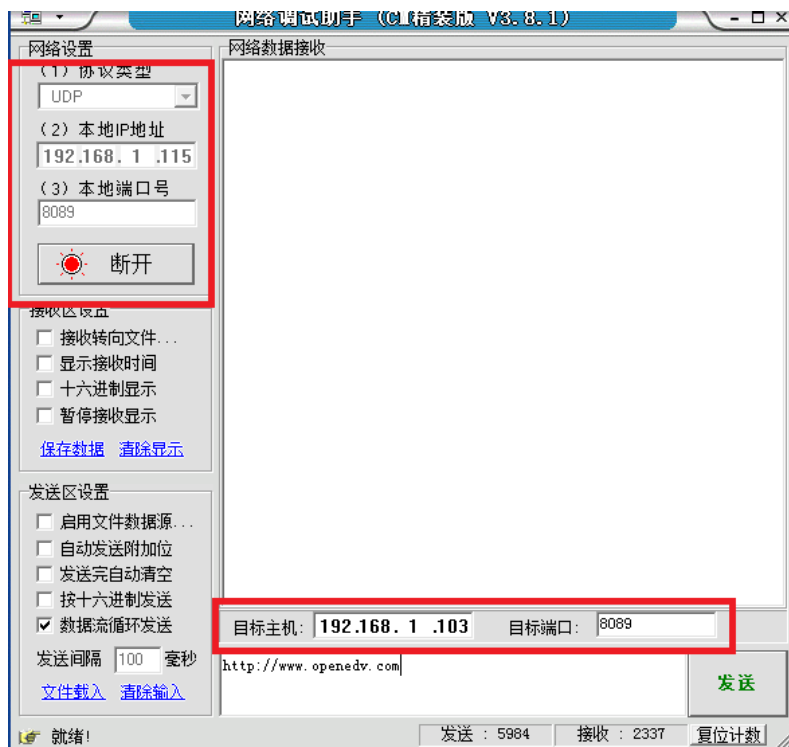 网络调试助手 (CM精装版 V3.8.1)
网络设置
(1) 协议类型
UDP
(2) 本地IP地址
192.168. 1 .115
(3) 本地端口号
8089
断开
接收区设置
接收转向文件...
显示接收时间
十六进制显示
暂停接收显示
保存数据 清除显示
发送区设置
启用文件数据源...
自动发送附加位
发送完自动清空
按十六进制发送
数据流循环发送
发送间隔 100 毫秒
文件载入 清除输入
网络数据接收
目标主机: 192.168. 1 .103 目标端口: 8089
http://www.openedv.com
发送
就绪! 发送 : 5984 接收 : 2337 复位计数